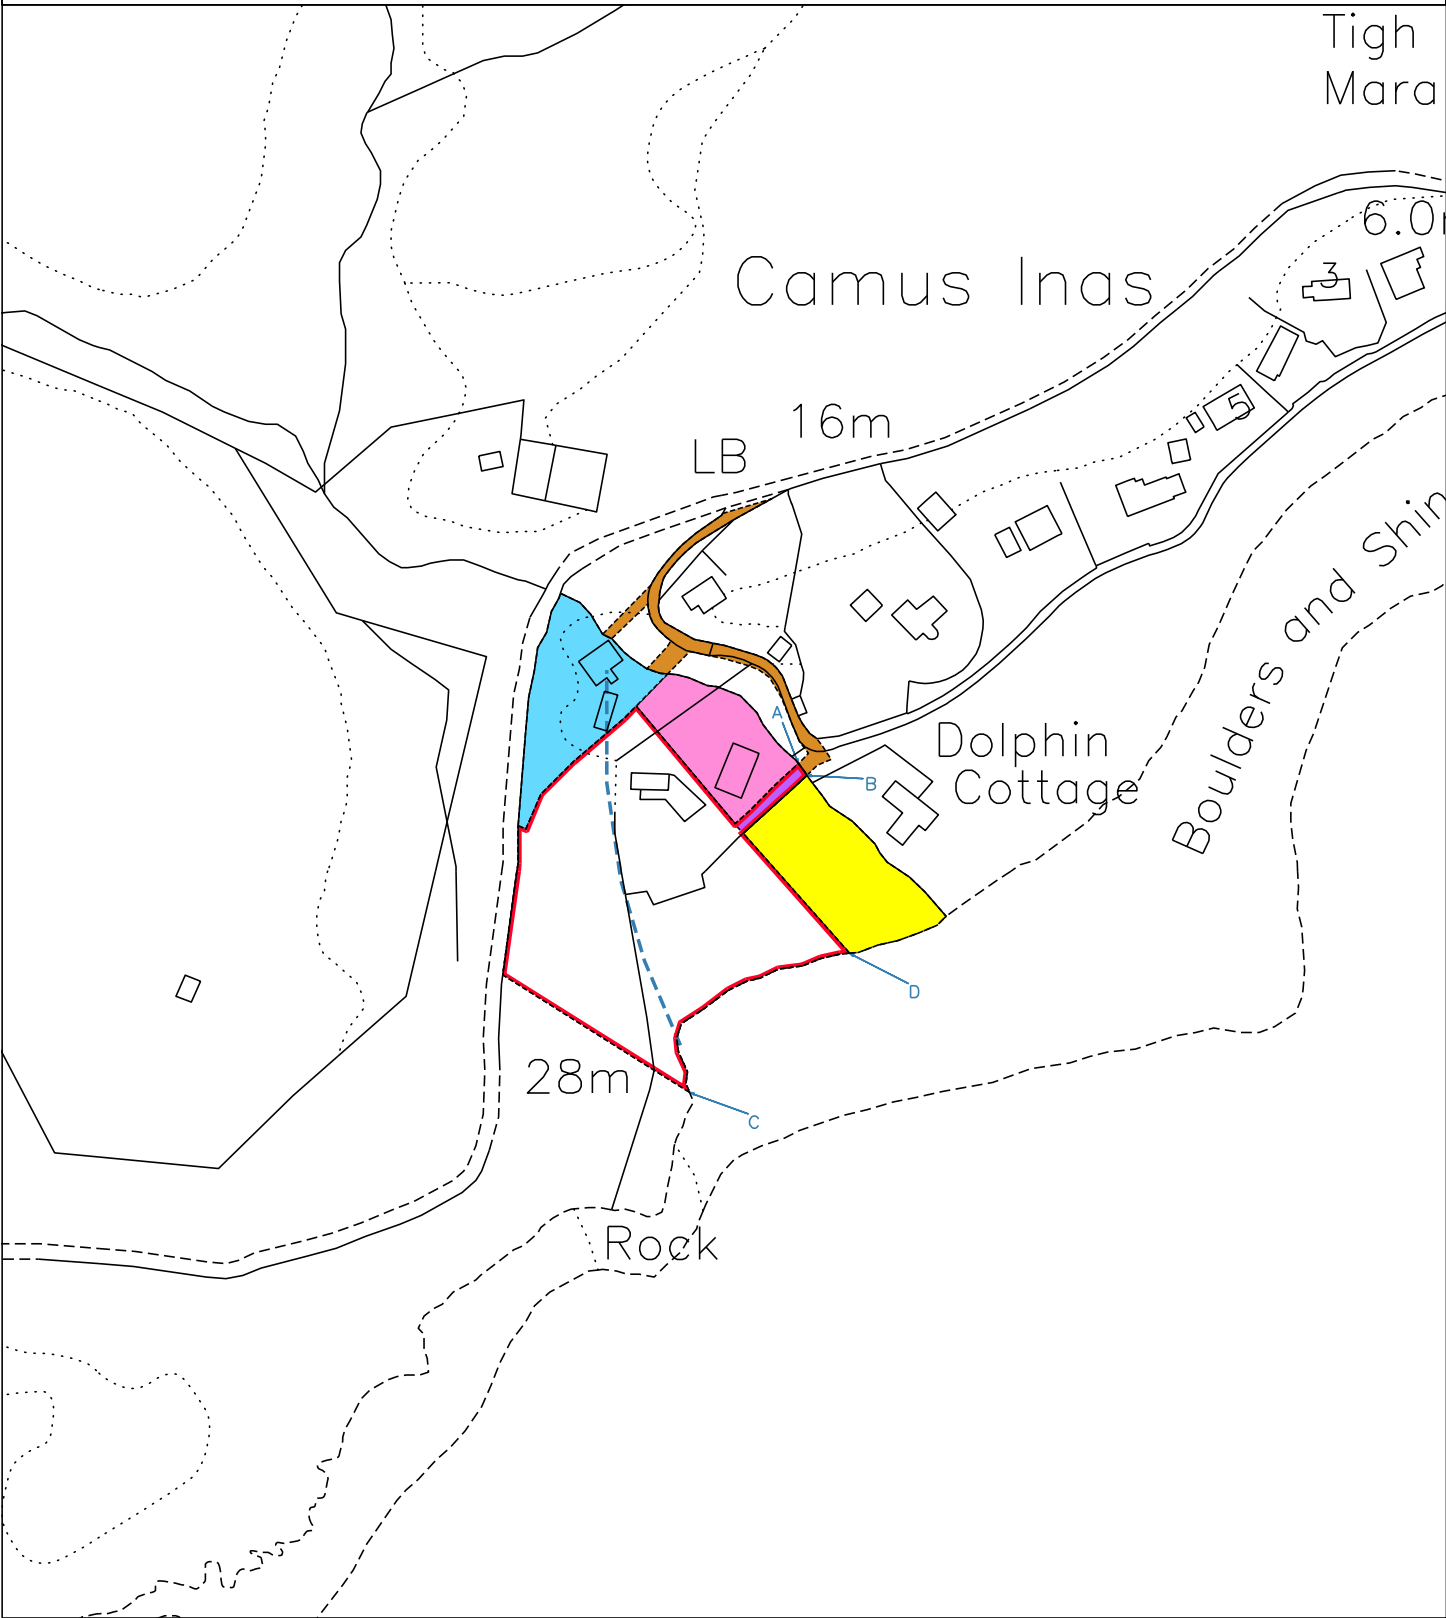 Tigh
Mara
6.0
3
Camus Inas
5
16m
LB
Boulders and Shin
A
Dolphin
Cottage
B
D
28m
C
Rock